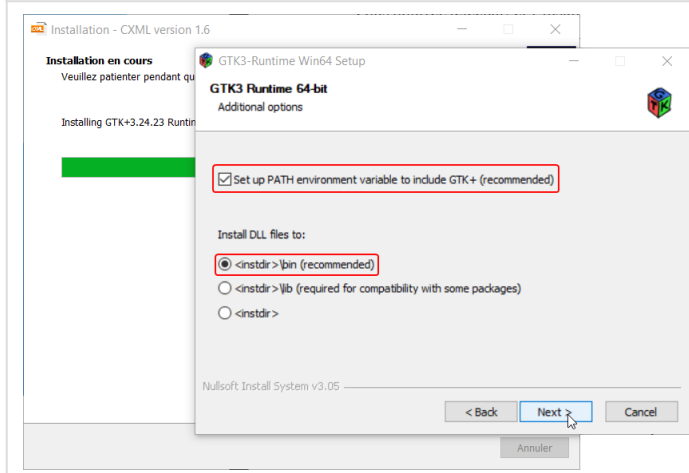 Installation - CXML version 1.6
Installation en cours
Veuillez patienter pendant qu
Installing GTK+3.24.23 Runtin
GTK3-Runtime Win64 Setup
GTK3 Runtime 64-bit
Additional options
Set up PATH environment variable to include GTK+ (recommended)
Install DLL files to:
<instdir>\bin (recommended)
<instdir>\lib (required for compatibility with some packages)
<instdir>
Nullsoft Install System v3.05
< Back
Next >
Cancel
Annuler